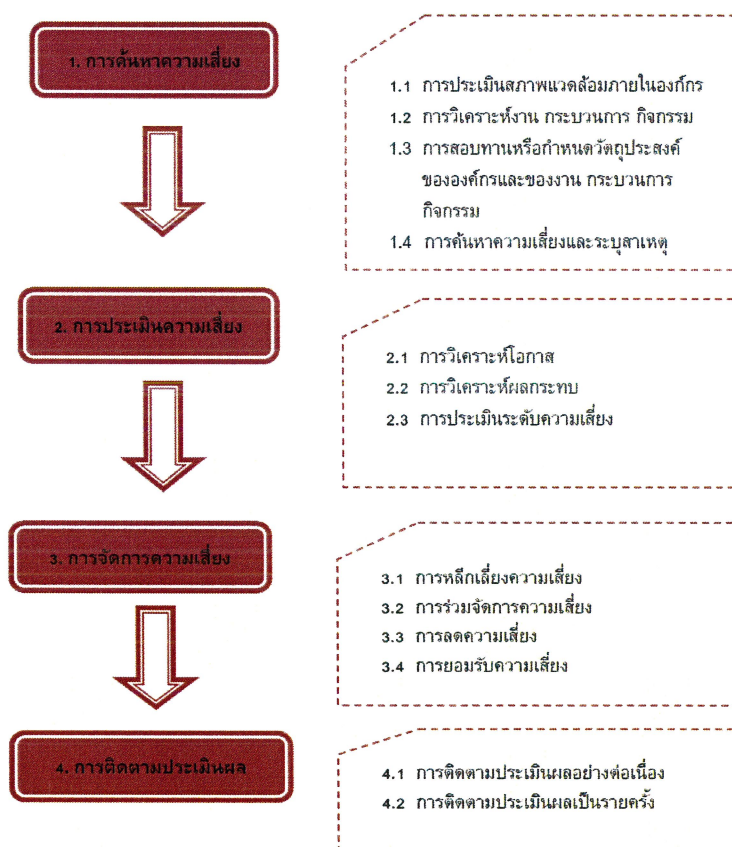 1. การค้นหาความเสี่ยง
1.1 การประเมินสภาพแวดล้อมภายในองค์กร
1.2 การวิเคราะห์งาน กระบวนการ กิจกรรม
1.3 การสอบทานหรือกำหนดวัตถุประสงค์
ขององค์กรและของงาน กระบวนการ
กิจกรรม
1.4 การค้นหาความเสี่ยงและระบุสาเหตุ
2. การประเมินความเสี่ยง
2.1 การวิเคราะห์โอกาส
2.2 การวิเคราะห์ผลกระทบ
2.3 การประเมินระดับความเสี่ยง
3. การจัดการความเสี่ยง
3.1 การหลีกเลี่ยงความเสี่ยง
3.2 การร่วมจัดการความเสี่ยง
3.3 การลดความเสี่ยง
3.4 การยอมรับความเสี่ยง
4. การติดตามประเมินผล
4.1 การติดตามประเมินผลอย่างต่อเนื่อง
4.2 การติดตามประเมินผลเป็นรายครั้ง